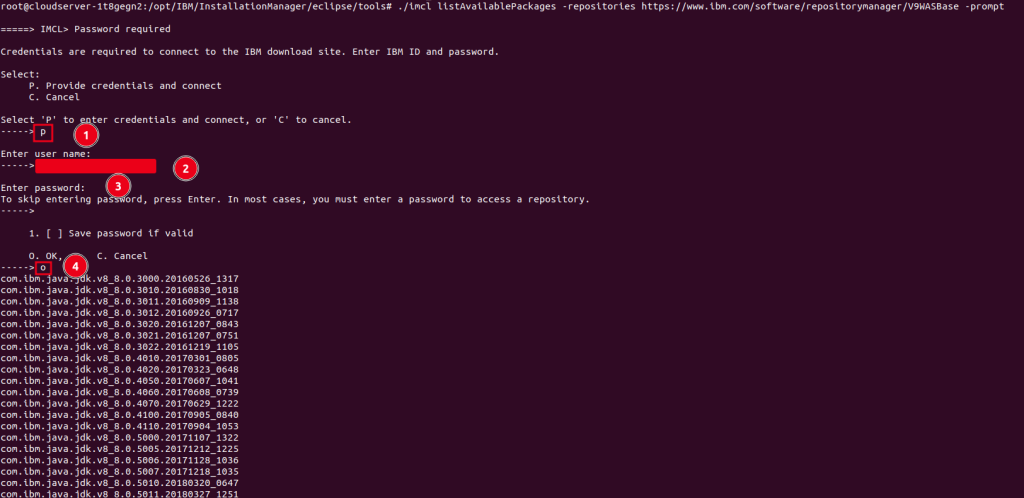 root@cloudserver-1t8gegn2:/opt/IBM/InstallationManager/eclipse/tools# ./imcl listAvailablePackages -repositories https://www.ibm.com/software/repositorymanager/V9WASBase -prompt
=====> IMCL> Password required
Credentials are required to connect to the IBM download site. Enter IBM ID and password.
Select:
P. Provide credentials and connect
C. Cancel
Select 'P' to enter credentials and connect, or 'C' to cancel.
-----> p 1
Enter user name:
-----> 2
Enter password: 3
To skip entering password, press Enter. In most cases, you must enter a password to access a repository.
----->
1. [ ] Save password if valid
O. OK, C. Cancel
-----> o 4
com.ibm.java.jdk.v8_8.0.3000.20160526_1317
com.ibm.java.jdk.v8_8.0.3010.20160830_1018
com.ibm.java.jdk.v8_8.0.3011.20160909_1138
com.ibm.java.jdk.v8_8.0.3012.20160926_0717
com.ibm.java.jdk.v8_8.0.3020.20161207_0843
com.ibm.java.jdk.v8_8.0.3021.20161207_0751
com.ibm.java.jdk.v8_8.0.3022.20161219_1105
com.ibm.java.jdk.v8_8.0.4010.20170301_0805
com.ibm.java.jdk.v8_8.0.4020.20170323_0648
com.ibm.java.jdk.v8_8.0.4050.20170607_1041
com.ibm.java.jdk.v8_8.0.4060.20170608_0739
com.ibm.java.jdk.v8_8.0.4070.20170629_1222
com.ibm.java.jdk.v8_8.0.4100.20170905_0840
com.ibm.java.jdk.v8_8.0.4110.20170904_1053
com.ibm.java.jdk.v8_8.0.5000.20171107_1322
com.ibm.java.jdk.v8_8.0.5005.20171212_1225
com.ibm.java.jdk.v8_8.0.5006.20171128_1036
com.ibm.java.jdk.v8_8.0.5007.20171218_1035
com.ibm.java.jdk.v8_8.0.5010.20180320_0647
com.ibm.java.jdk.v8_8.0.5011.20180327_1251